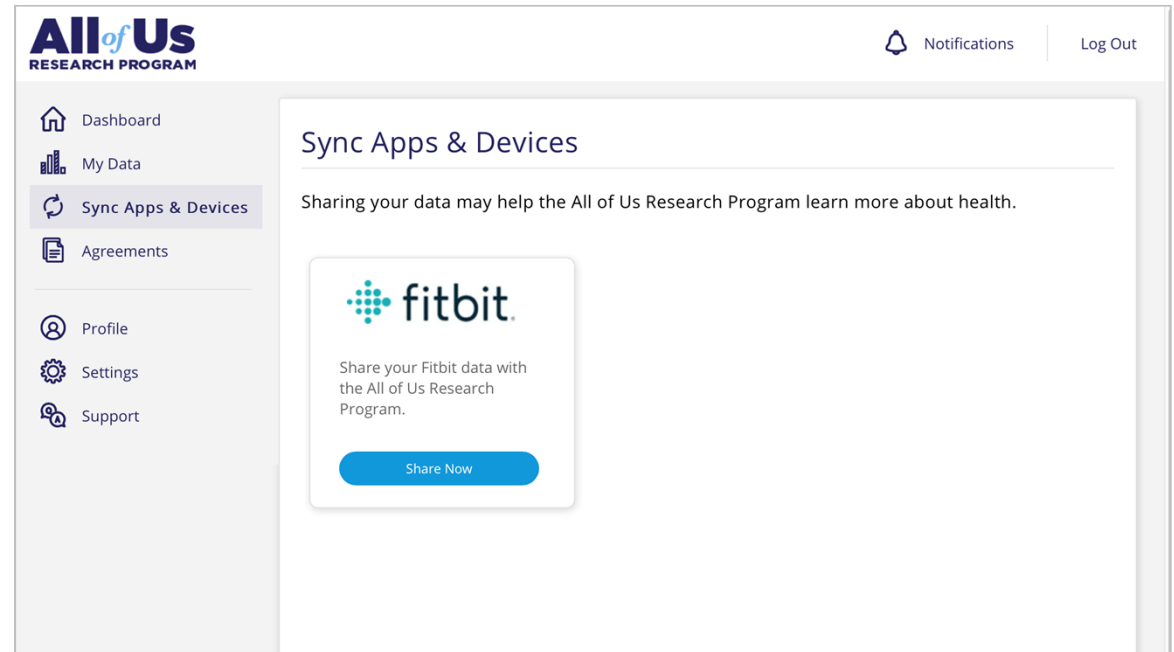 All of Us
RESEARCH PROGRAM
Notifications
Log Out
Dashboard
My Data
Sync Apps & Devices
Agreements
Profile
Settings
Support
Sync Apps & Devices
Sharing your data may help the All of Us Research Program learn more about health.
fitbit.
Share your Fitbit data with
the All of Us Research
Program.
Share Now